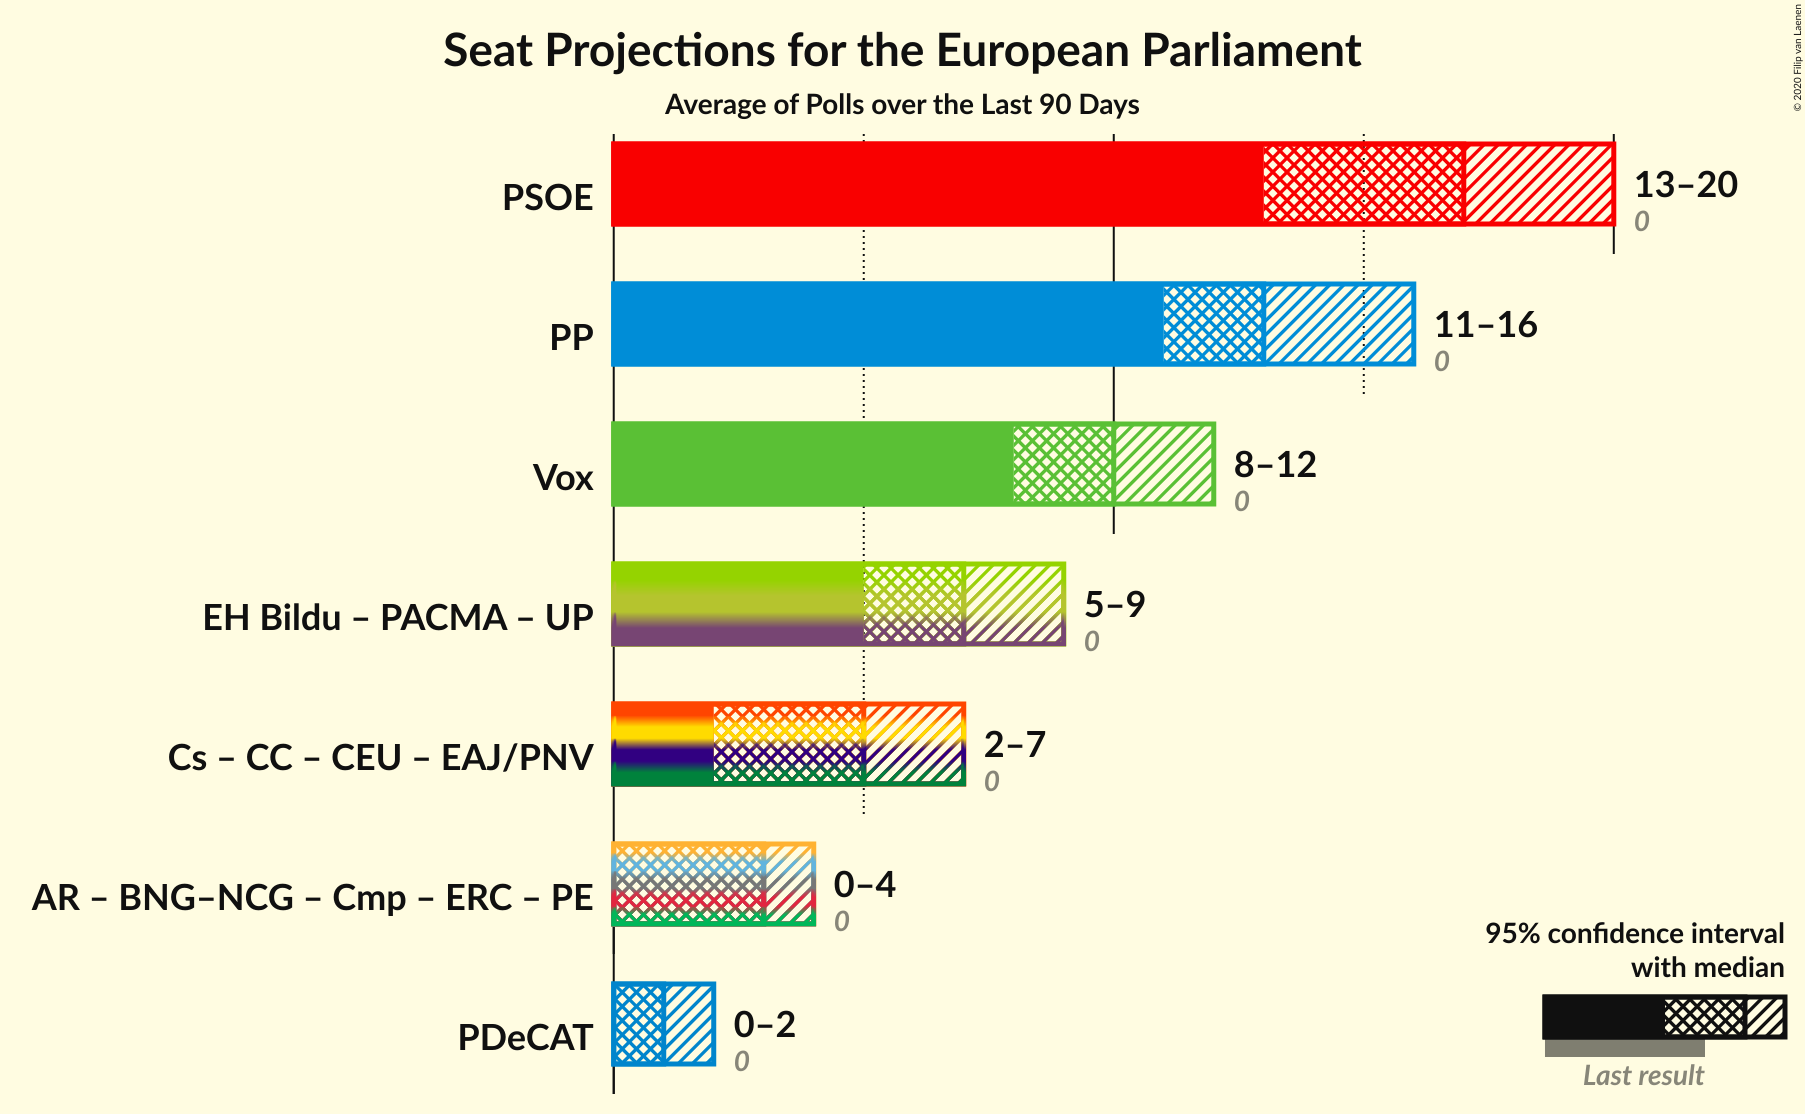 Seat Projections for the European Parliament
Average of Polls over the Last 90 Days
© 2020 Filip van Laenen
PSOE
13–20
0
PP
11–16
0
Vox
8–12
0
EH Bildu – PACMA – UP
5–9
0
Cs – CC – CEU – EAJ/PNV
2–7
0
AR – BNG–NCG – Cmp – ERC – PE
0–4
0
PDeCAT
0–2
0
95% confidence interval
with median
Last result